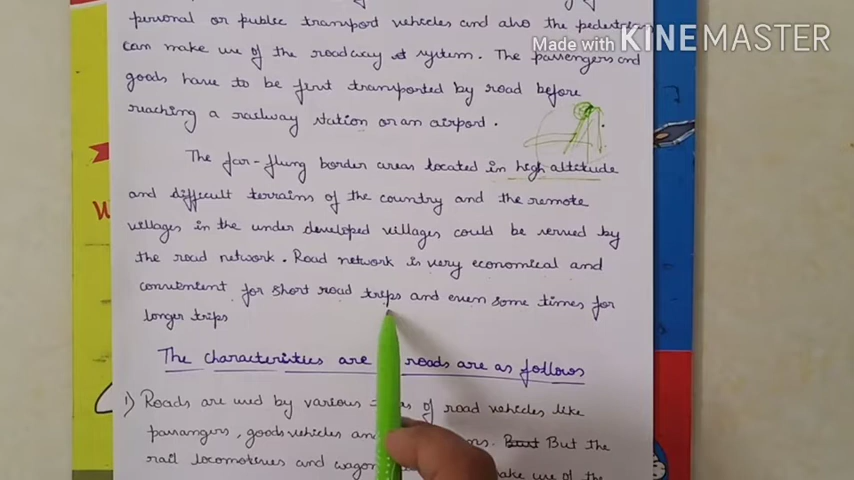 personal or public transport vehicles and also the pedestrians
Made with KINEMASTER
can make use of the roadway system. The passengers and
goods have to be first transported by road before
reaching a railway station or an airport.
The far-flung border areas located in high altitude
and difficult terrains of the country and the remote
villages in the under developed villages could be served by
the road network. Road network is very economical and
convenient for short road trips and even some times for
longer trips
The characteristics are roads are as follows
1) Roads are used by various of road vehicles like
passangers, goods vehicles and But the
rail locomotives and wagon make use of the